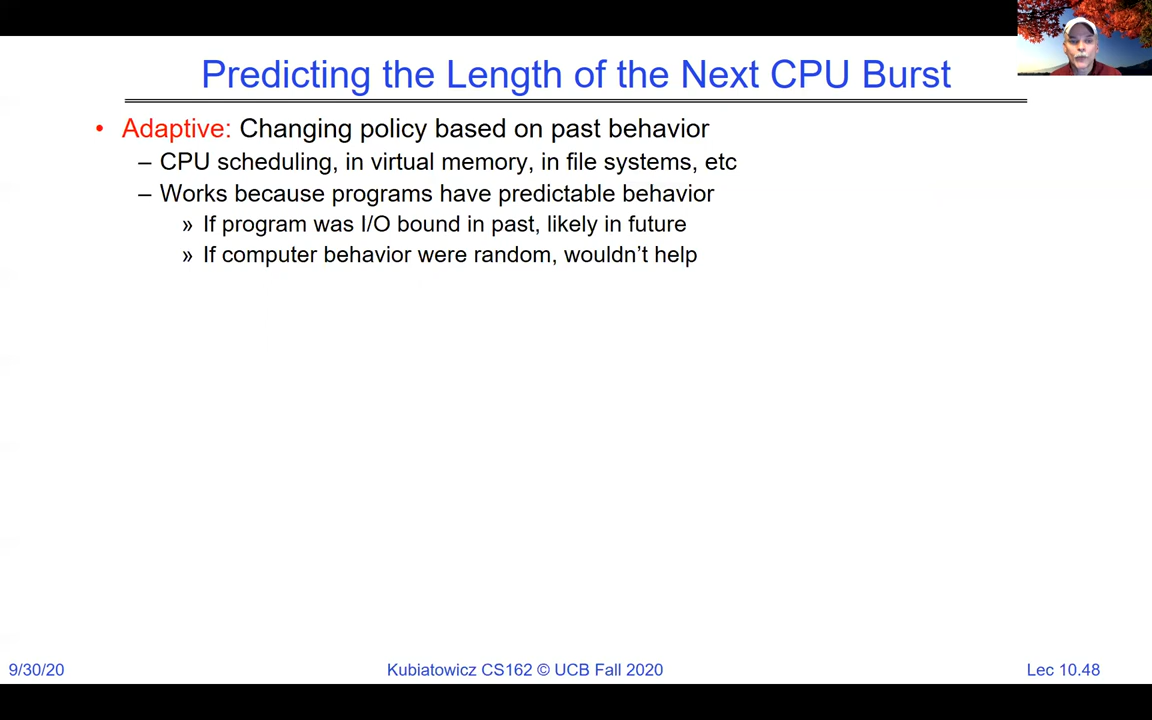 Predicting the Length of the Next CPU Burst
• Adaptive: Changing policy based on past behavior
– CPU scheduling, in virtual memory, in file systems, etc
– Works because programs have predictable behavior
» If program was I/O bound in past, likely in future
» If computer behavior were random, wouldn't help
9/30/20
Kubiatowicz CS162 © UCB Fall 2020
Lec 10.48